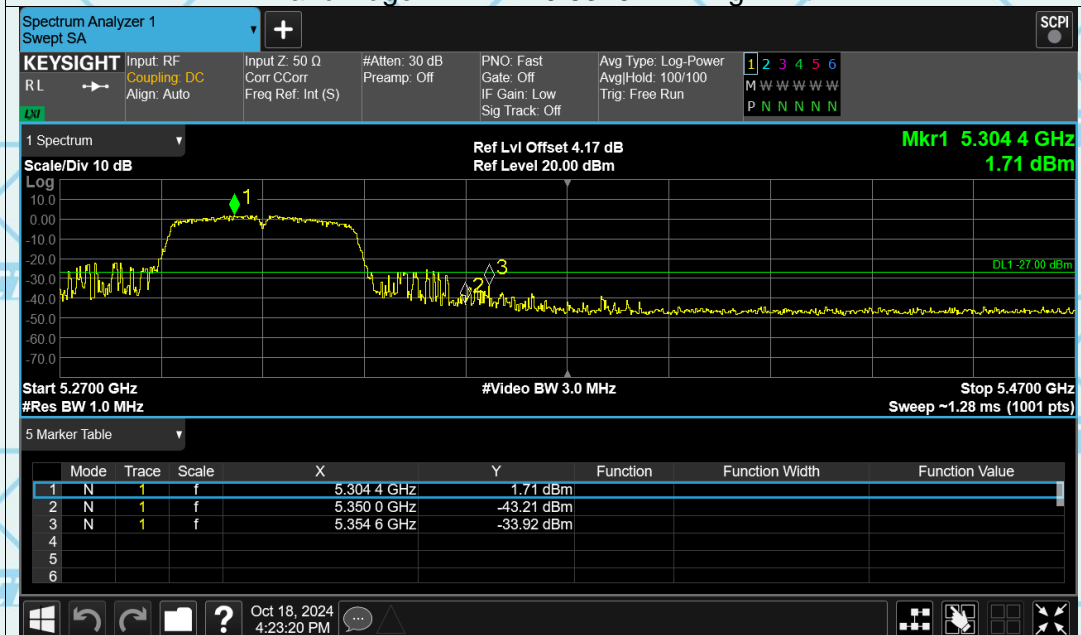 Spectrum Analyzer 1
Swept SA
+
SCPI
KEYSIGHT
R L
LXI
Input: RF
Coupling: DC
Align: Auto
Input Z: 50 Ω
Corr CCorr
Freq Ref: Int (S)
#Atten: 30 dB
Preamp: Off
PNO: Fast
Gate: Off
IF Gain: Low
Sig Track: Off
Avg Type: Log-Power
Avg|Hold: 100/100
Trig: Free Run
1 2 3 4 5 6
M W W W W W
P N N N N N
1 Spectrum
Scale/Div 10 dB
Ref Lvl Offset 4.17 dB
Ref Level 20.00 dBm
Mkr1 5.304 4 GHz
1.71 dBm
Log
10.0
0.00
-10.0
-20.0
-30.0
-40.0
-50.0
-60.0
-70.0
1
2
3
DL1 -27.00 dBm
Start 5.2700 GHz
#Res BW 1.0 MHz
#Video BW 3.0 MHz
Stop 5.4700 GHz
Sweep ~1.28 ms (1001 pts)
5 Marker Table
Mode Trace Scale X Y Function Function Width Function Value
1 N 1 f 5.304 4 GHz 1.71 dBm
2 N 1 f 5.350 0 GHz -43.21 dBm
3 N 1 f 5.354 6 GHz -33.92 dBm
4
5
6
?
Oct 18, 2024
4:23:20 PM